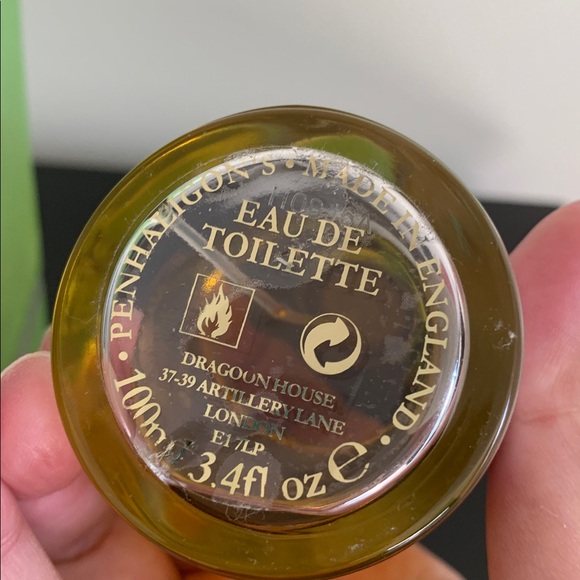 PENHALIGON'S • MADE IN ENGLAND •
EAU DE
TOILETTE
DRAGOON HOUSE
37-39 ARTILLERY LANE
LONDON
E1 7LP
100ml 3.4fl oz e